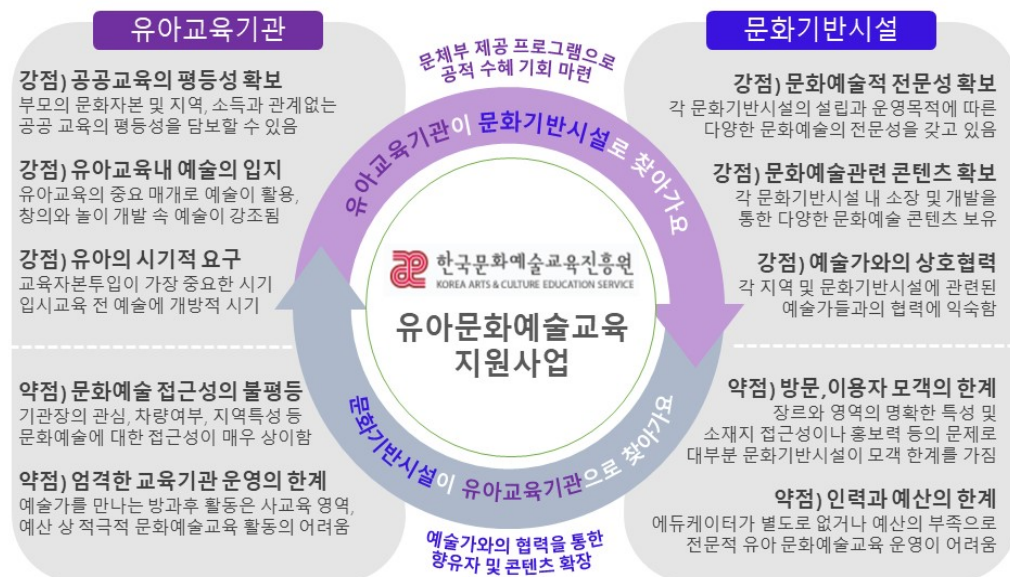 유아교육기관
강점) 공공교육의 평등성 확보
부모의 문화자본 및 지역, 소득과 관계없는
공공 교육의 평등성을 담보할 수 있음
강점) 유아교육내 예술의 입지
유아교육의 중요 매개로 예술이 활용,
창의와 놀이 개발 속 예술이 강조됨
강점) 유아의 시기적 요구
교육자본투입이 가장 중요한 시기
입시교육 전 예술에 개방적 시기
약점) 문화예술 접근성의 불평등
기관장의 관심, 차량여부, 지역특성 등
문화예술에 대한 접근성이 매우 상이함
약점) 엄격한 교육기관 운영의 한계
예술가를 만나는 방과후 활동은 사교육 영역,
예산 상 적극적 문화예술교육 활동의 어려움
문체부 제공 프로그램으로
공적 수혜 기회 마련
유아교육기관이 문화기반시설로 찾아가요
한국문화예술교육진흥원
KOREA ARTS & CULTURE EDUCATION SERVICE
유아문화예술교육
지원사업
문화기반시설이 유아교육기관으로 찾아가요
예술가와의 협력을 통한
향유자 및 콘텐츠 확장
문화기반시설
강점) 문화예술적 전문성 확보
각 문화기반시설의 설립과 운영목적에 따른
다양한 문화예술의 전문성을 갖고 있음
강점) 문화예술관련 콘텐츠 확보
각 문화기반시설 내 소장 및 개발을
통한 다양한 문화예술 콘텐츠 보유
강점) 예술가와의 상호협력
각 지역 및 문화기반시설에 관련된
예술가들과의 협력에 익숙함
약점) 방문,이용자 모객의 한계
장르와 영역의 명확한 특성 및
소재지 접근성이나 홍보력 등의 문제로
대부분 문화기반시설이 모객 한계를 가짐
약점) 인력과 예산의 한계
에듀케이터가 별도로 없거나 예산의 부족으로
전문적 유아 문화예술교육 운영이 어려움